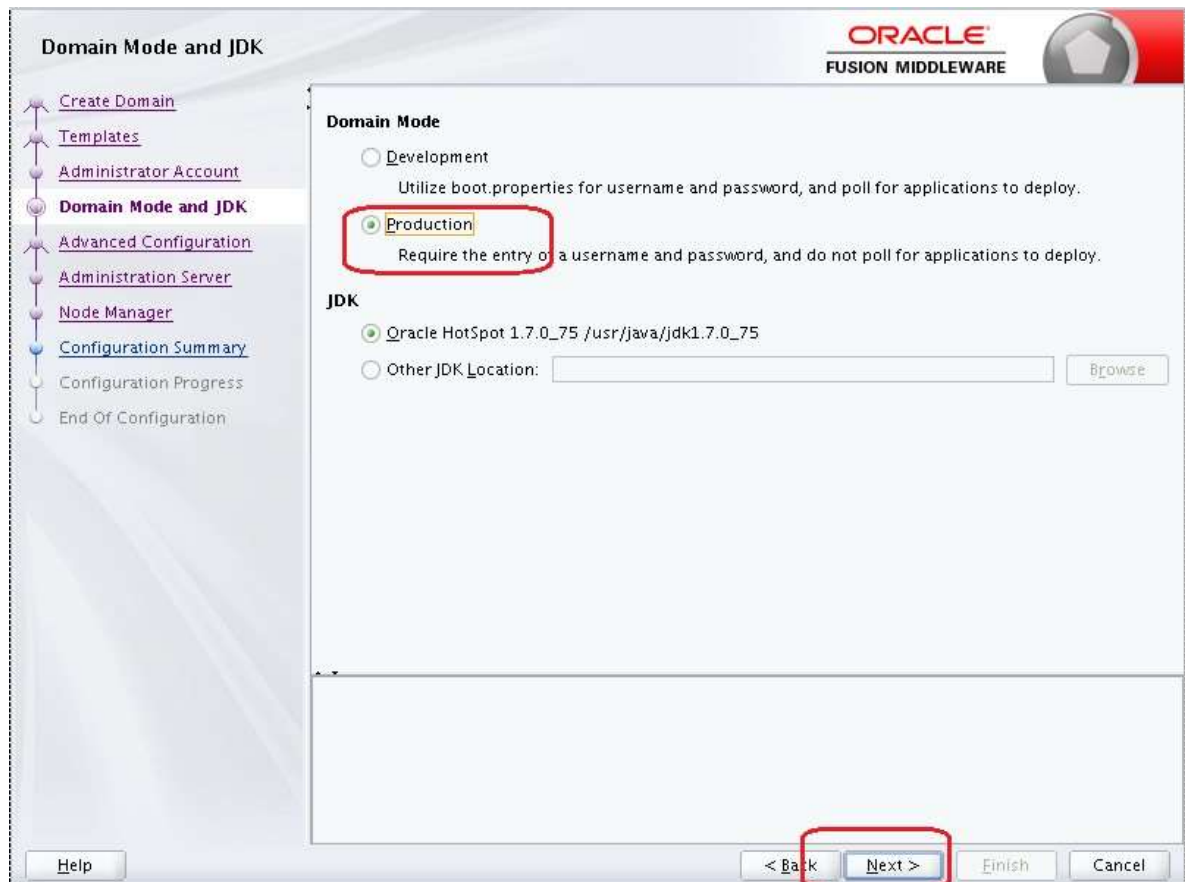 Domain Mode and JDK
ORACLE
FUSION MIDDLEWARE
Create Domain
Templates
Administrator Account
Domain Mode and JDK
Advanced Configuration
Administration Server
Node Manager
Configuration Summary
Configuration Progress
End Of Configuration
Domain Mode
Development
Utilize boot.properties for username and password, and poll for applications to deploy.
Production
Require the entry of a username and password, and do not poll for applications to deploy.
JDK
Oracle HotSpot 1.7.0_75 /usr/java/jdk1.7.0_75
Other JDK Location:
Browse
Help
< Back
Next >
Finish
Cancel